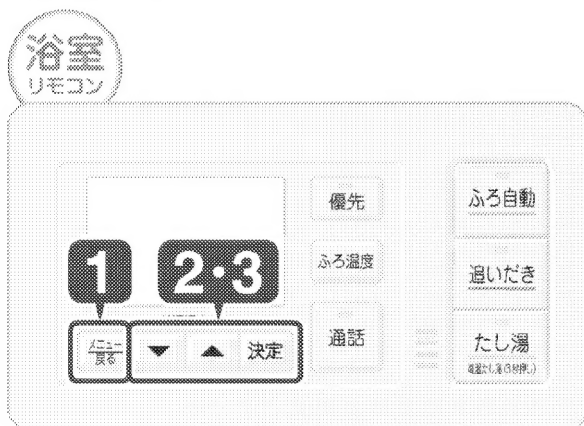 浴室
リモコン
優先
ふろ自動
1
2・3
ふろ温度
追いだき
メニュー
戻る
▼
▲
決定
通話
たし湯